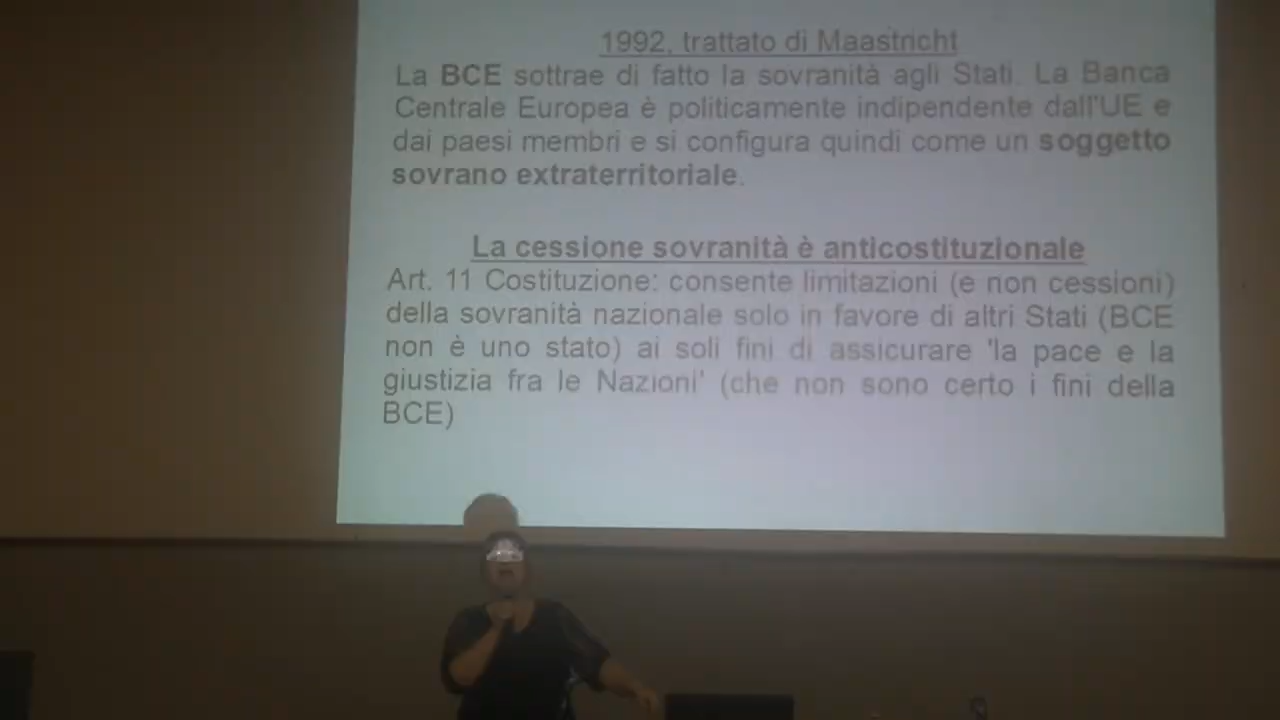 1992, trattato di Maastricht
La BCE sottrae di fatto la sovranità agli Stati. La Banca
Centrale Europea è politicamente indipendente dall'UE e
dai paesi membri e si configura quindi come un soggetto
sovrano extraterritoriale.
La cessione sovranità è anticostituzionale
Art. 11 Costituzione: consente limitazioni (e non cessioni)
della sovranità nazionale solo in favore di altri Stati (BCE
non è uno stato) ai soli fini di assicurare 'la pace e la
giustizia fra le Nazioni' (che non sono certo i fini della
BCE)